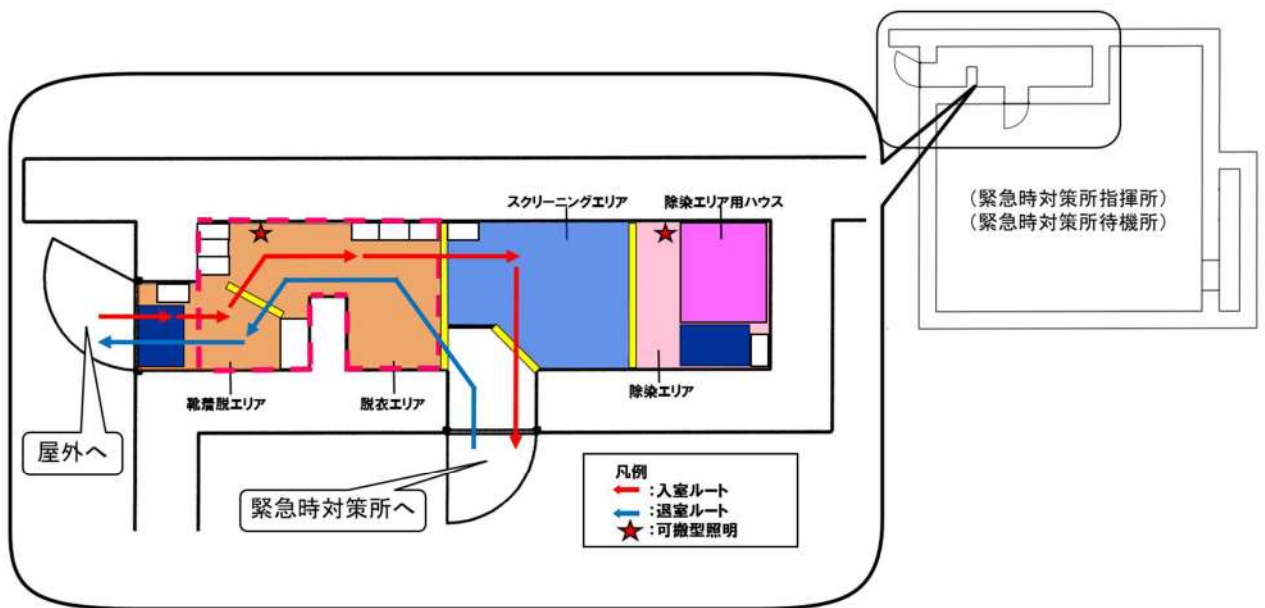 （緊急時対策所指揮所）
（緊急時対策所待機所）
スクリーニングエリア
除染エリア用ハウス
靴着脱エリア
脱衣エリア
除染エリア
屋外へ
緊急時対策所へ
凡例
：入室ルート
：退室ルート
：可搬型照明